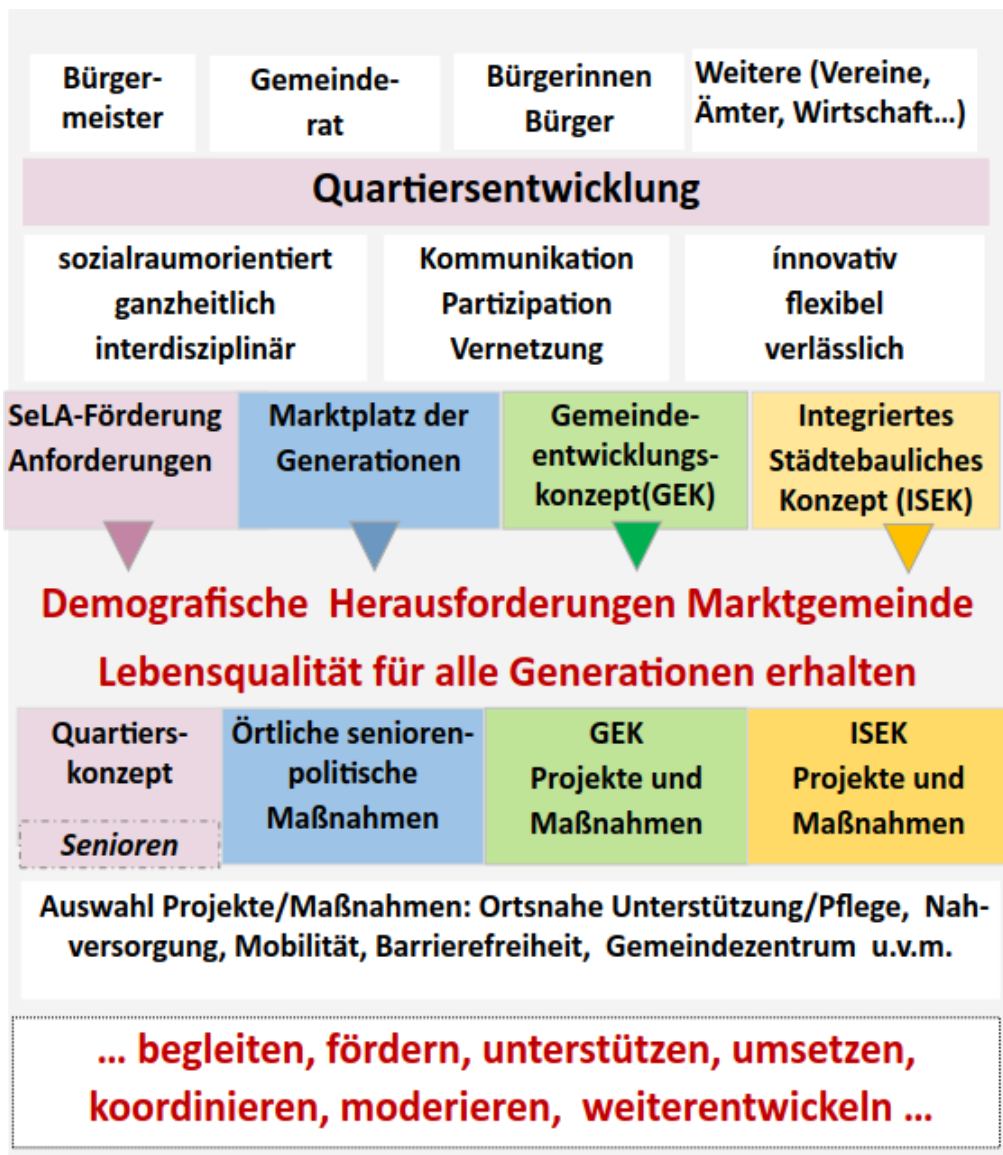 Bürger-
meister
Gemeinde-
rat
Bürgerinnen
Bürger
Weitere (Vereine,
Ämter, Wirtschaft...)
Quartiersentwicklung
sozialraumorientiert
ganzheitlich
interdisziplinär
Kommunikation
Partizipation
Vernetzung
ínnovativ
flexibel
verlässlich
SeLA-Förderung
Anforderungen
Marktplatz der
Generationen
Gemeinde-
entwicklungs-
konzept(GEK)
Integriertes
Städtebauliches
Konzept (ISEK)
Demografische Herausforderungen Marktgemeinde
Lebensqualität für alle Generationen erhalten
Quartiers-
konzept
Senioren
Örtliche senioren-
politische
Maßnahmen
GEK
Projekte und
Maßnahmen
ISEK
Projekte und
Maßnahmen
Auswahl Projekte/Maßnahmen: Ortsnahe Unterstützung/Pflege, Nah-
versorgung, Mobilität, Barrierefreiheit, Gemeindezentrum u.v.m.
... begleiten, fördern, unterstützen, umsetzen,
koordinieren, moderieren, weiterentwickeln ...